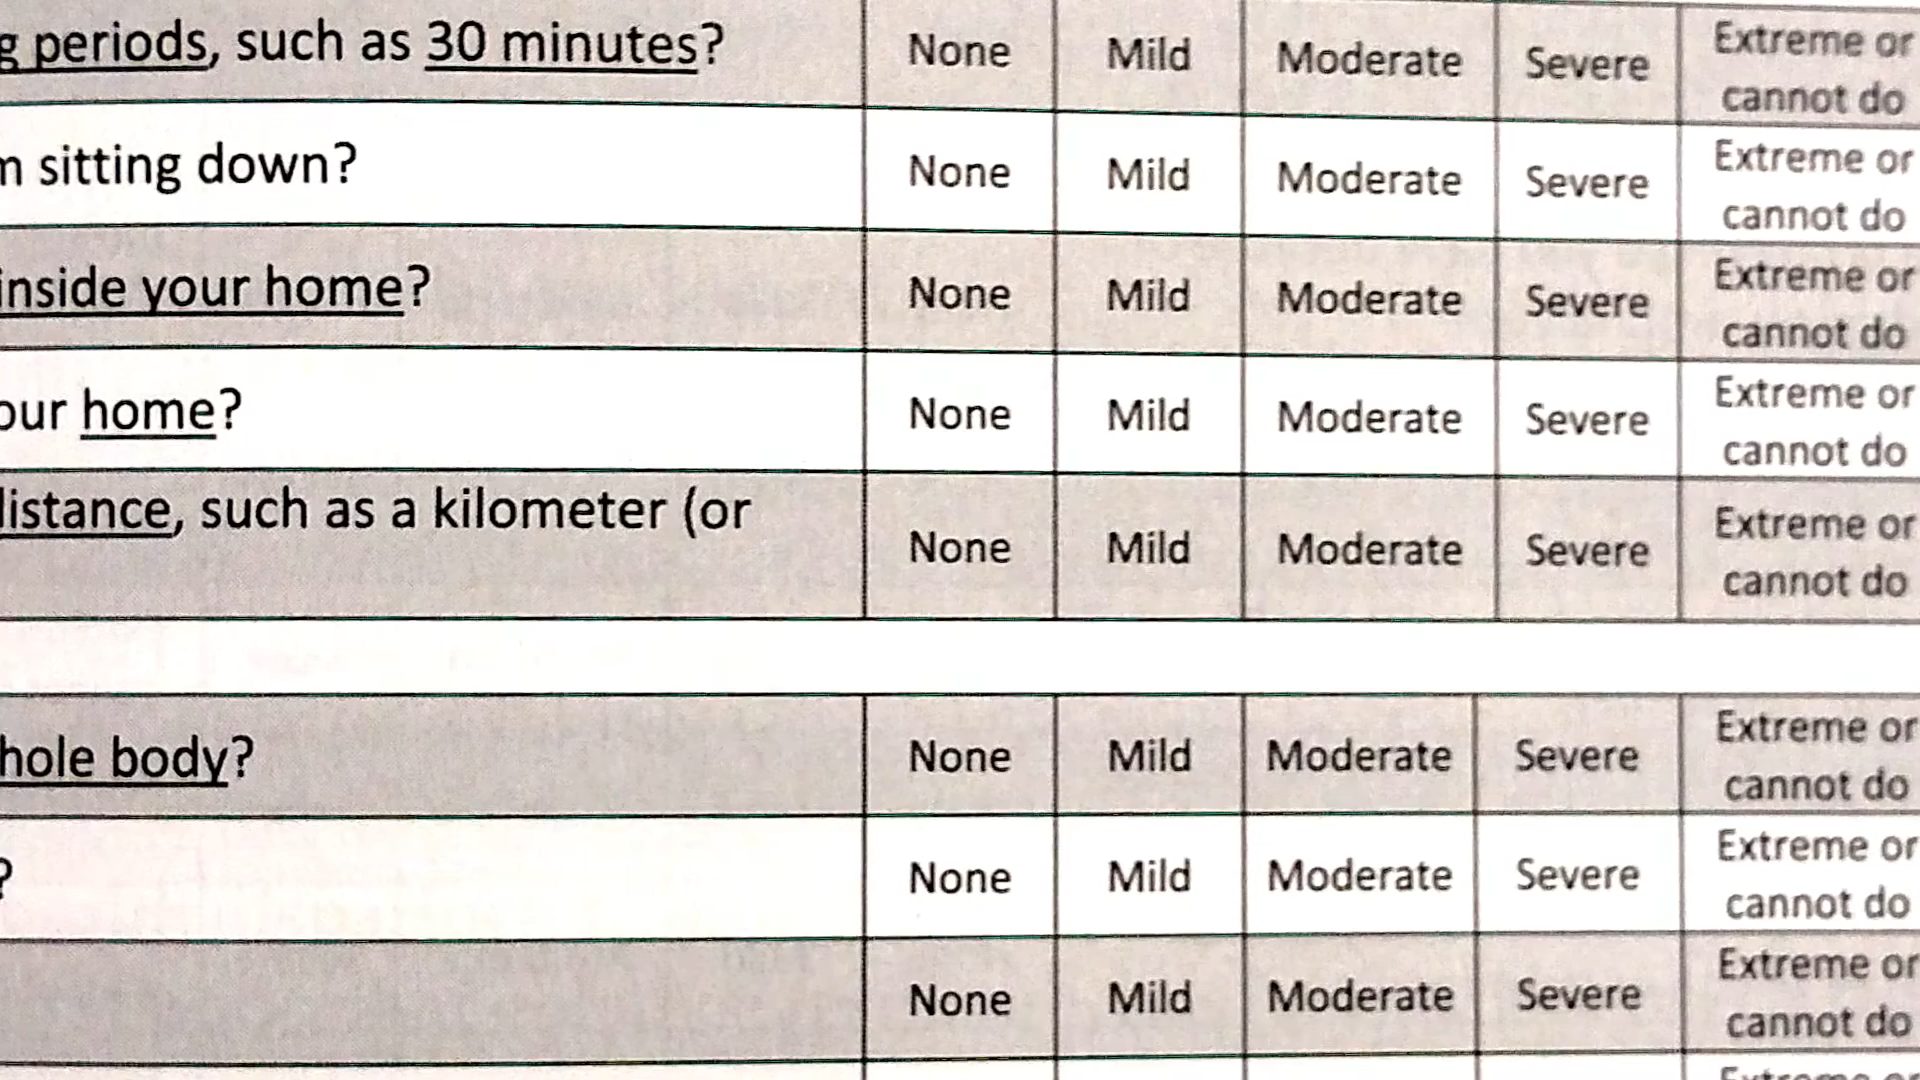 periods, such as 30 minutes? None Mild Moderate Severe Extreme or cannot do
sitting down? None Mild Moderate Severe Extreme or cannot do
inside your home? None Mild Moderate Severe Extreme or cannot do
our home? None Mild Moderate Severe Extreme or cannot do
distance, such as a kilometer (or None Mild Moderate Severe Extreme or cannot do
hole body? None Mild Moderate Severe Extreme or cannot do
? None Mild Moderate Severe Extreme or cannot do
None Mild Moderate Severe Extreme or cannot do